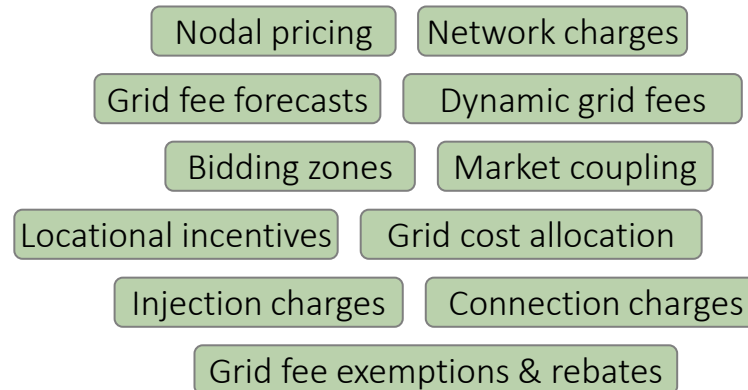 Nodal pricing Network charges
Grid fee forecasts Dynamic grid fees
Bidding zones Market coupling
Locational incentives Grid cost allocation
Injection charges Connection charges
Grid fee exemptions & rebates